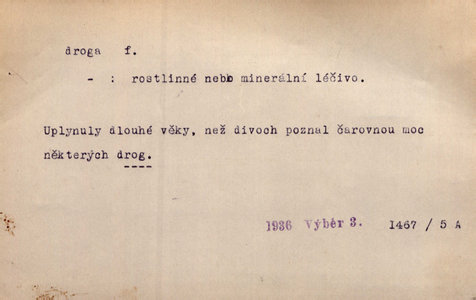 droga f.
- : rostlinné nebo minerální léčivo.
Uplynuly dlouhé věky, než divoch poznal čarovnou moc
některých drog.
1936 Výběr 3. 1467 / 5 A